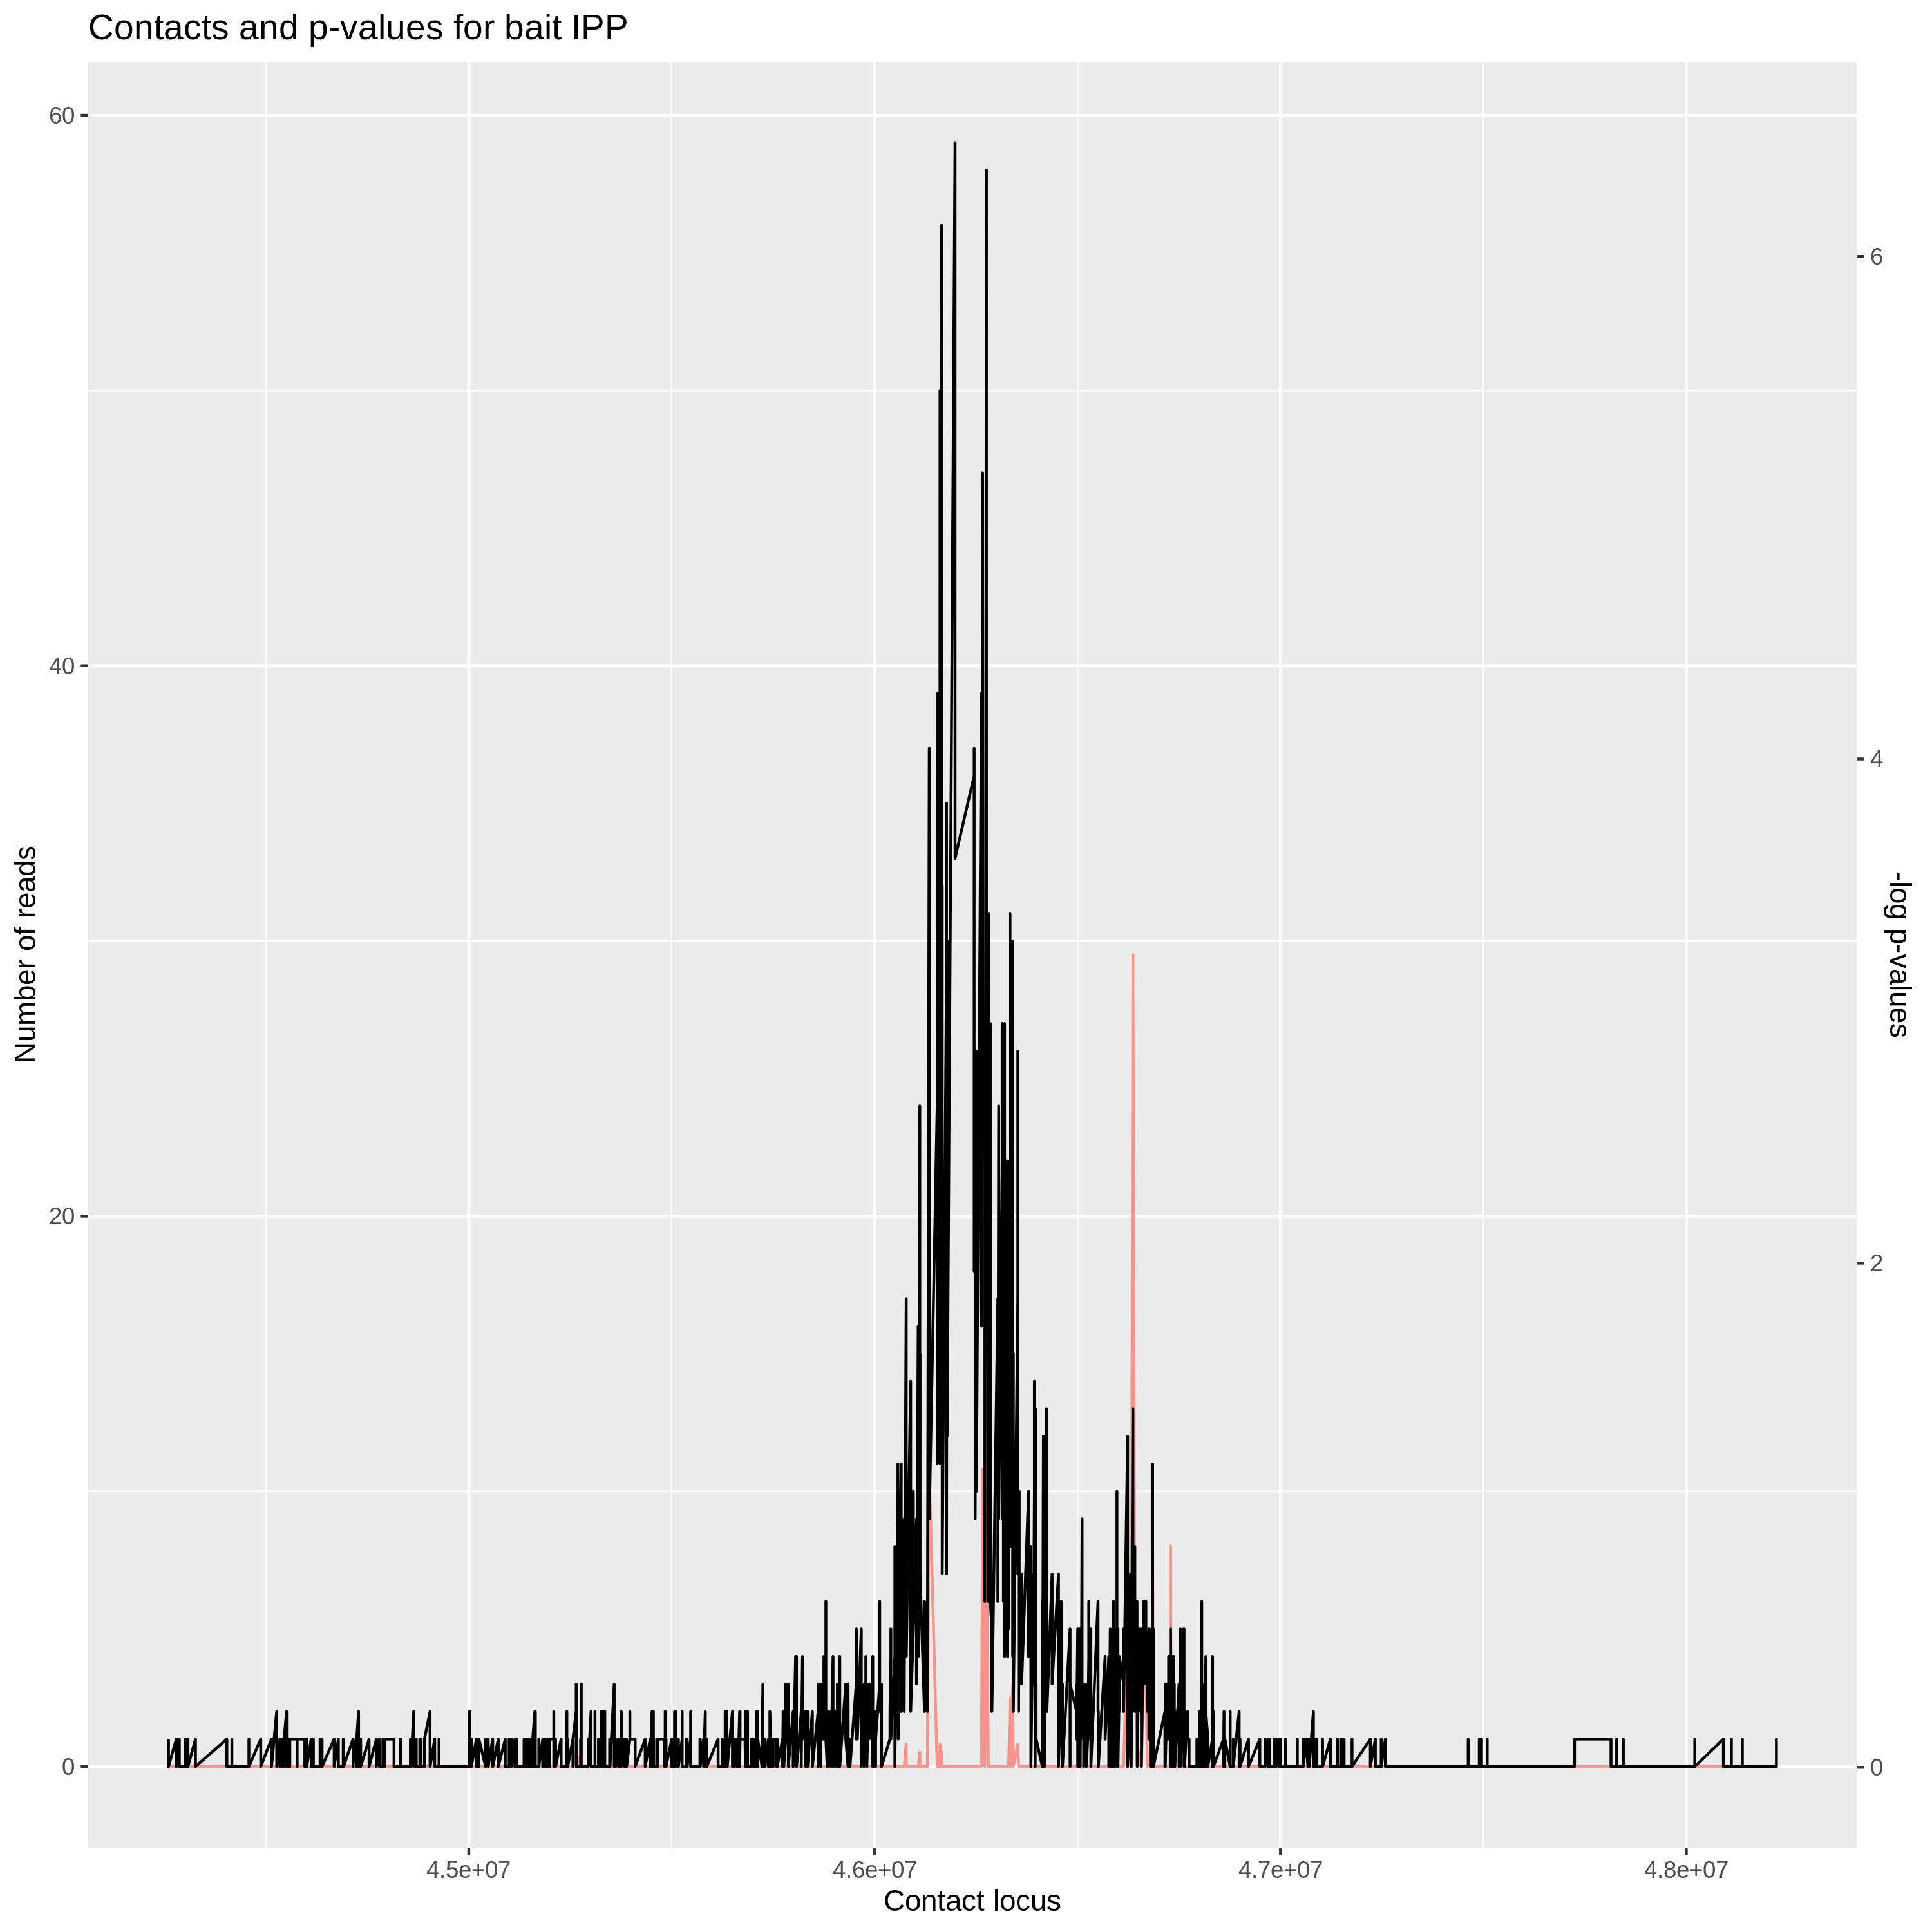 Contacts and p-values for bait IPP
60
40
20
0
Number of reads
6
4
2
0
-log p-values
4.5e+07
4.6e+07
4.7e+07
4.8e+07
Contact locus